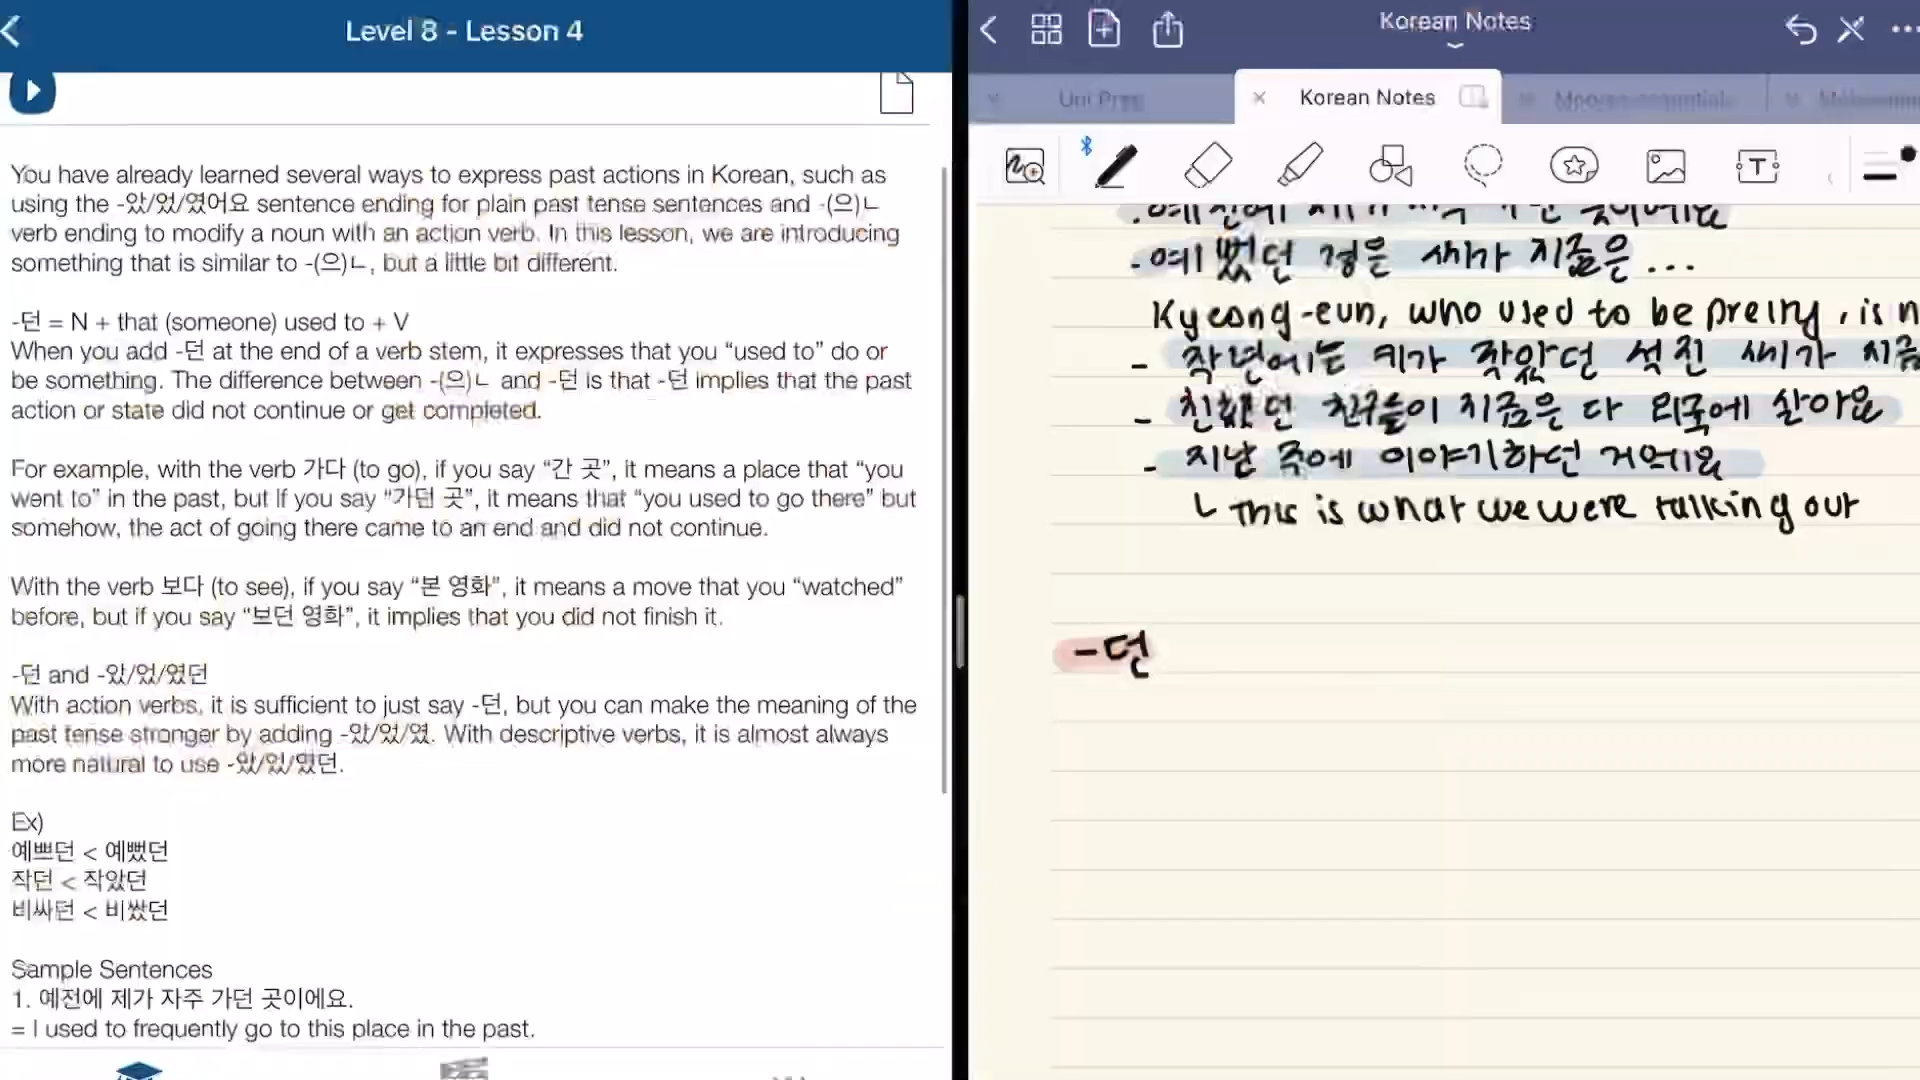 Level 8 - Lesson 4
You have already learned several ways to express past actions in Korean, such as
using the -았/었/였어요 sentence ending for plain past tense sentences and -(으)ㄴ
verb ending to modify a noun with an action verb. In this lesson, we are introducing
something that is similar to -(으)ㄴ, but a little bit different.
-던 = N + that (someone) used to + V
When you add -던 at the end of a verb stem, it expresses that you “used to” do or
be something. The difference between -(으)ㄴ and -던 is that -던 implies that the past
action or state did not continue or get completed.
For example, with the verb 가다 (to go), if you say “간 곳”, it means a place that “you
went to” in the past, but If you say “가던 곳”, it means that “you used to go there” but
somehow, the act of going there came to an end and did not continue.
With the verb 보다 (to see), if you say “본 영화”, it means a move that you “watched”
before, but if you say “보던 영화”, it implies that you did not finish it.
-던 and -았/었/였던
With action verbs, it is sufficient to just say -던, but you can make the meaning of the
past tense stronger by adding -았/었/였. With descriptive verbs, it is almost always
more natural to use -았/었/였던.
Ex)
예쁘던 < 예뻤던
작던 < 작았던
비싸던 < 비쌌던
Sample Sentences
1. 예전에 제가 자주 가던 곳이에요.
= I used to frequently go to this place in the past.
Korean Notes
Uni Prep
Korean Notes
T
- 예뻤던 경은 씨가 지금은...
Kyeong-eun, who used to be pretty, is n
- 작년에는 키가 작았던 석진 씨가 지금
- 친했던 친구들이 지금은 다 외국에 살아요
- 지난 주에 이야기하던 거예요
└ This is what we were talking out
-던